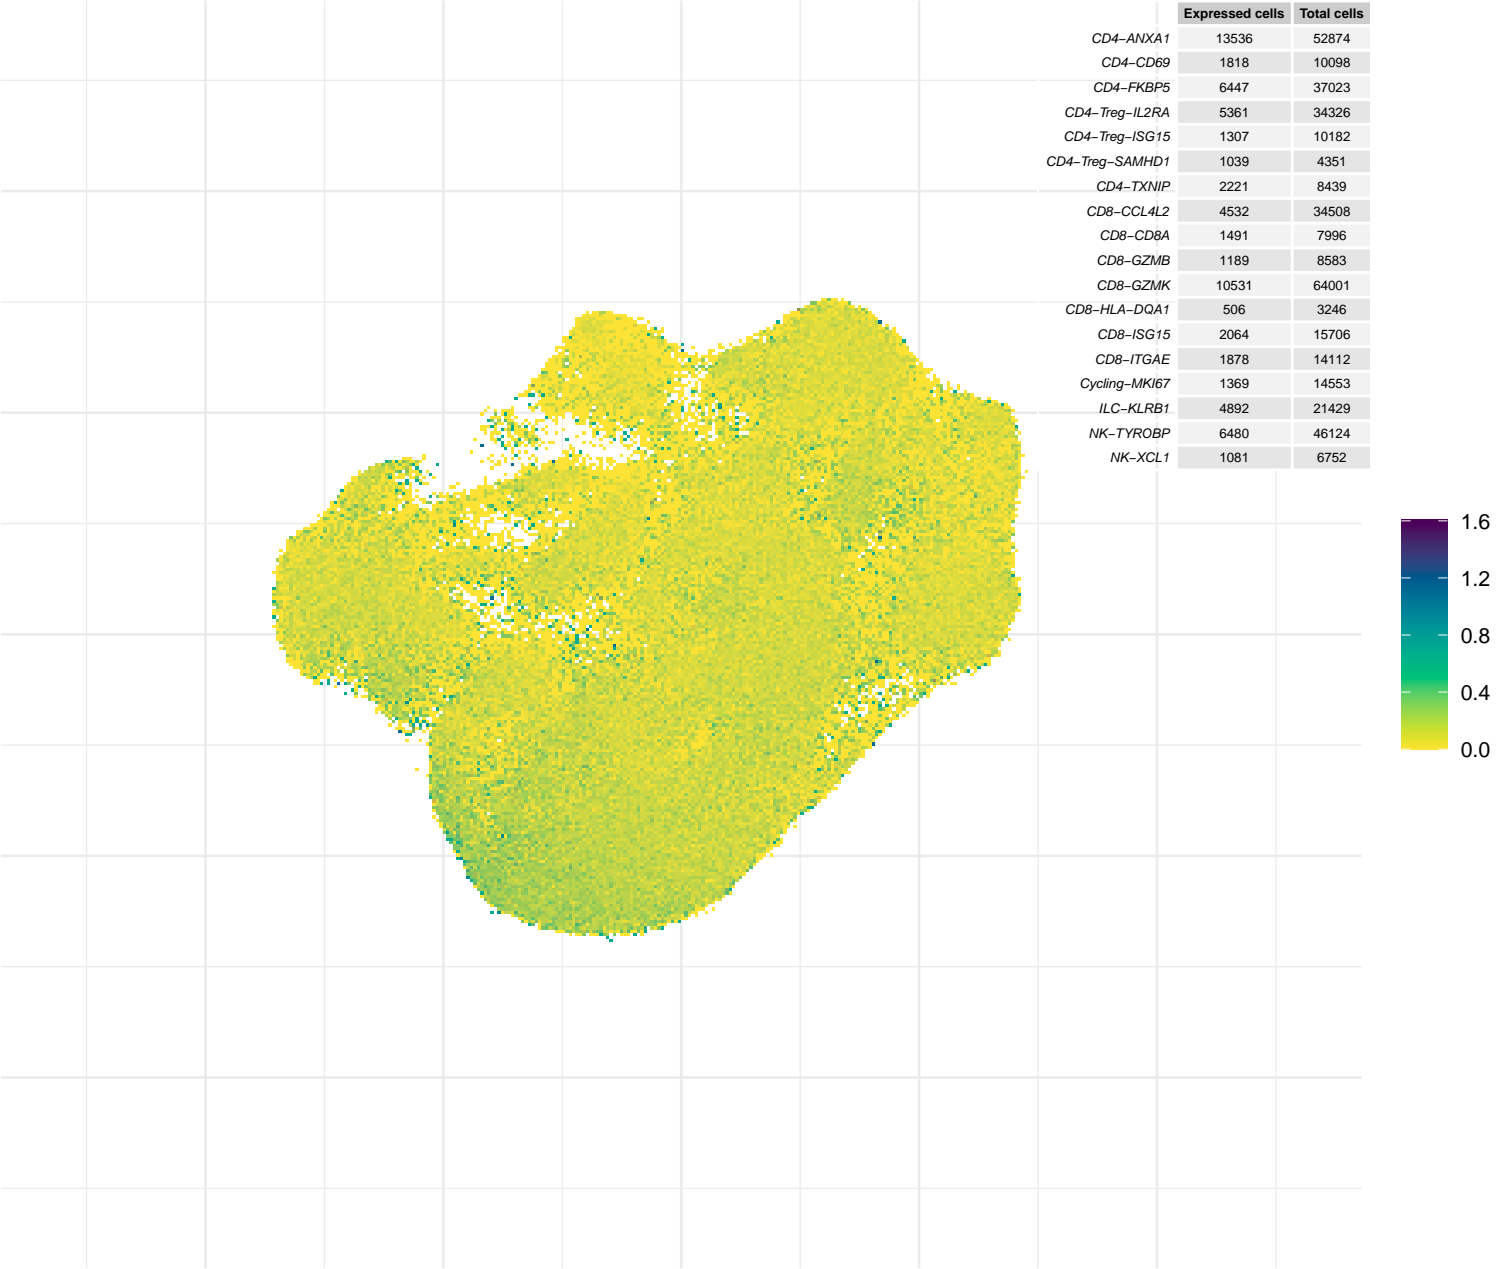 Expressed cells Total cells
CD4−ANXA1 13536 52874
CD4−CD69 1818 10098
CD4−FKBP5 6447 37023
CD4−Treg−IL2RA 5361 34326
CD4−Treg−ISG15 1307 10182
CD4−Treg−SAMHD1 1039 4351
CD4−TXNIP 2221 8439
CD8−CCL4L2 4532 34508
CD8−CD8A 1491 7996
CD8−GZMB 1189 8583
CD8−GZMK 10531 64001
CD8−HLA−DQA1 506 3246
CD8−ISG15 2064 15706
CD8−ITGAE 1878 14112
Cycling−MKI67 1369 14553
ILC−KLRB1 4892 21429
NK−TYROBP 6480 46124
NK−XCL1 1081 6752
1.6
1.2
0.8
0.4
0.0